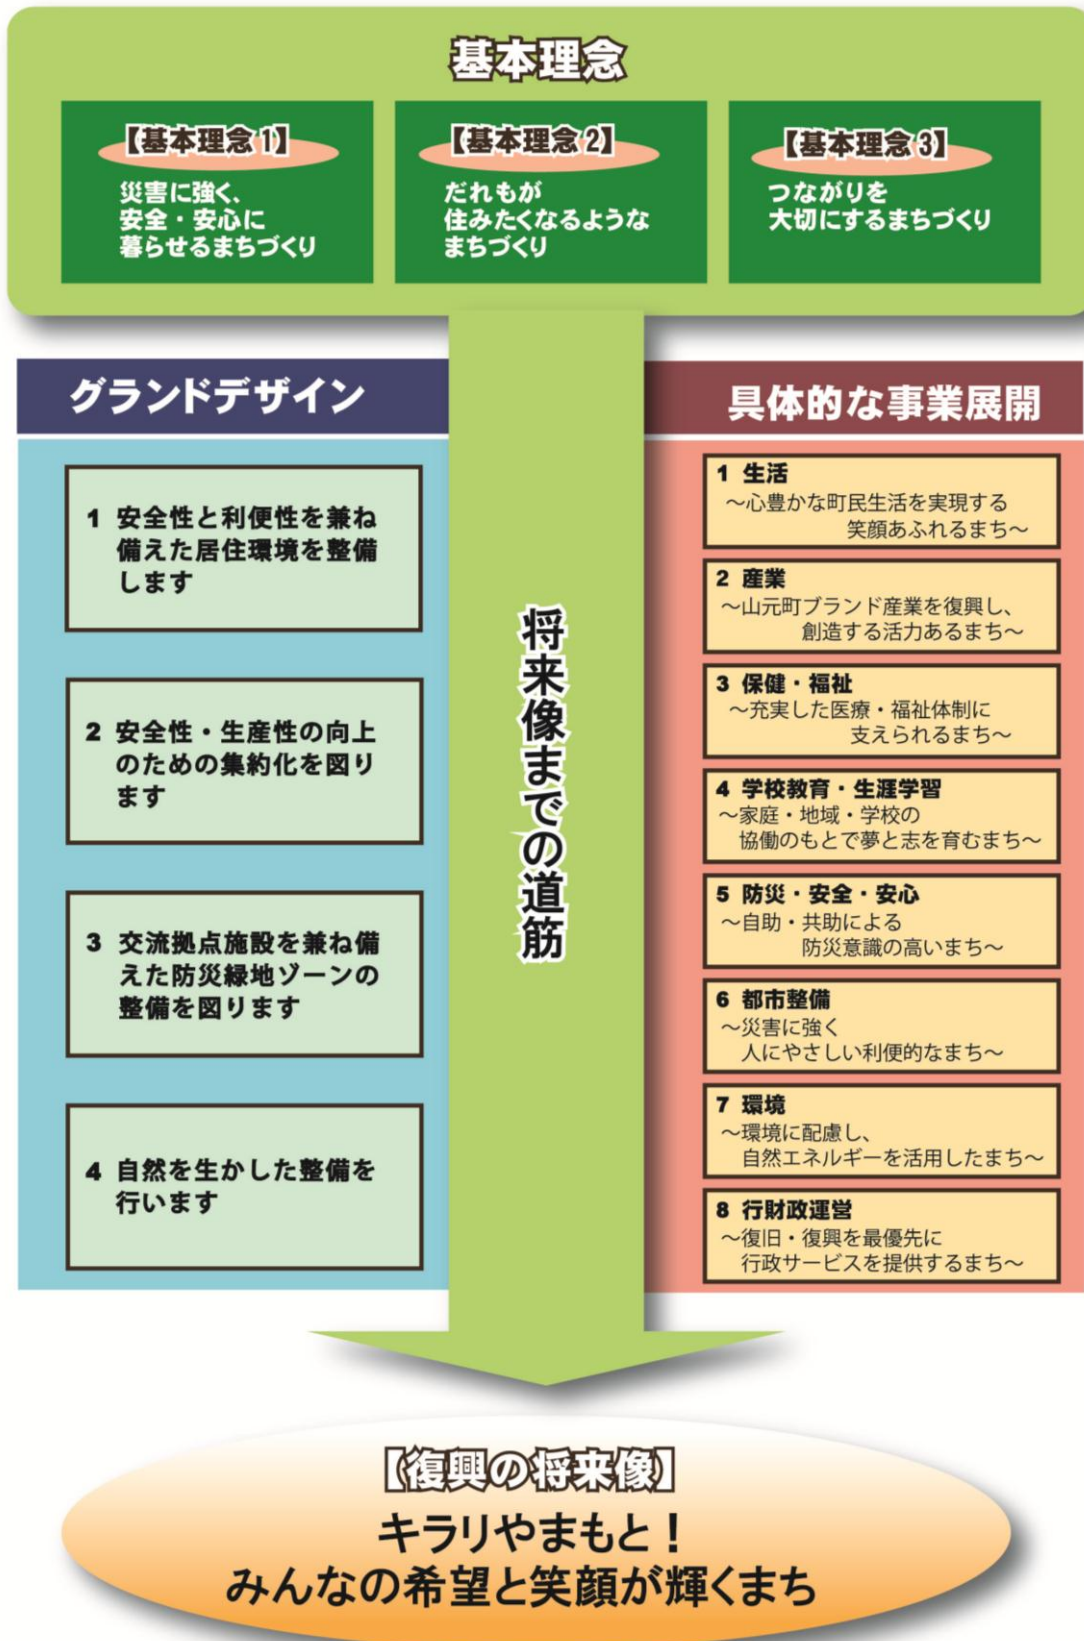 基本理念
【基本理念1】
災害に強く、
安全・安心に
暮らせるまちづくり
【基本理念2】
だれもが
住みたくなるような
まちづくり
【基本理念3】
つながりを
大切にするまちづくり
グランドデザイン
1 安全性と利便性を兼ね
備えた居住環境を整備
します
2 安全性・生産性の向上
のための集約化を図り
ます
3 交流拠点施設を兼ね備
えた防災緑地ゾーンの
整備を図ります
4 自然を生かした整備を
行います
将来像までの道筋
具体的な事業展開
1 生活
～心豊かな町民生活を実現する
笑顔あふれるまち～
2 産業
～山元町ブランド産業を復興し、
創造する活力あるまち～
3 保健・福祉
～充実した医療・福祉体制に
支えられるまち～
4 学校教育・生涯学習
～家庭・地域・学校の
協働のもとで夢と志を育むまち～
5 防災・安全・安心
～自助・共助による
防災意識の高いまち～
6 都市整備
～災害に強く
人にやさしい利便的なまち～
7 環境
～環境に配慮し、
自然エネルギーを活用したまち～
8 行財政運営
～復旧・復興を最優先に
行政サービスを提供するまち～
【復興の将来像】
キラリやまもと！
みんなの希望と笑顔が輝くまち